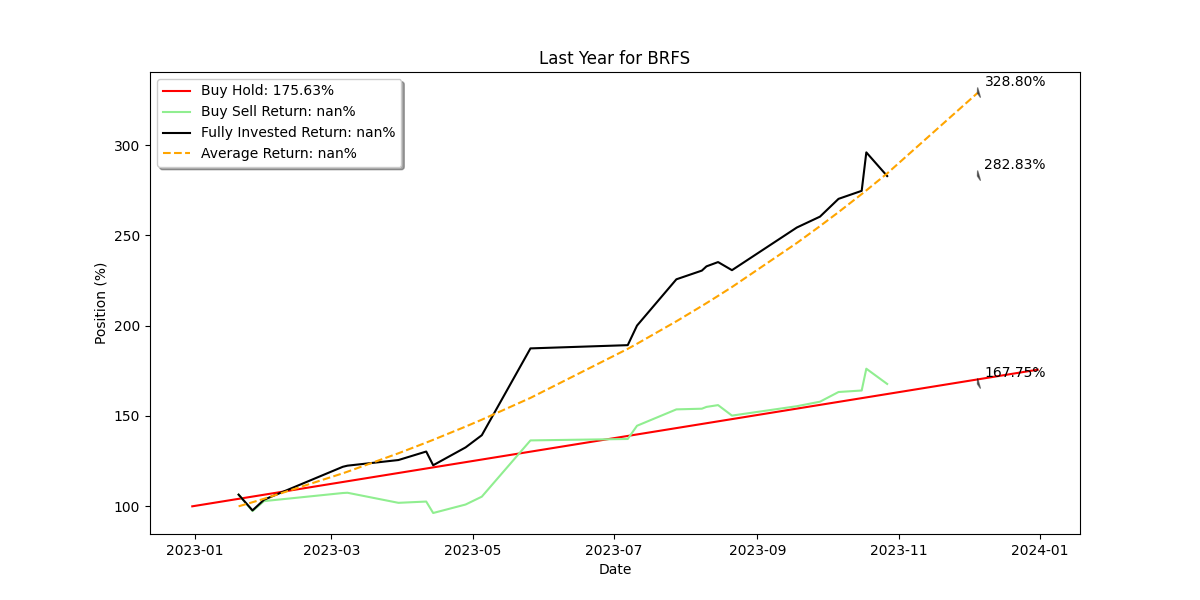 Last Year for BRFS
Buy Hold: 175.63%
Buy Sell Return: nan%
Fully Invested Return: nan%
Average Return: nan%
328.80%
282.83%
167.75%
Position (%)
300
250
200
150
100
2023-01
2023-03
2023-05
2023-07
2023-09
2023-11
2024-01
Date